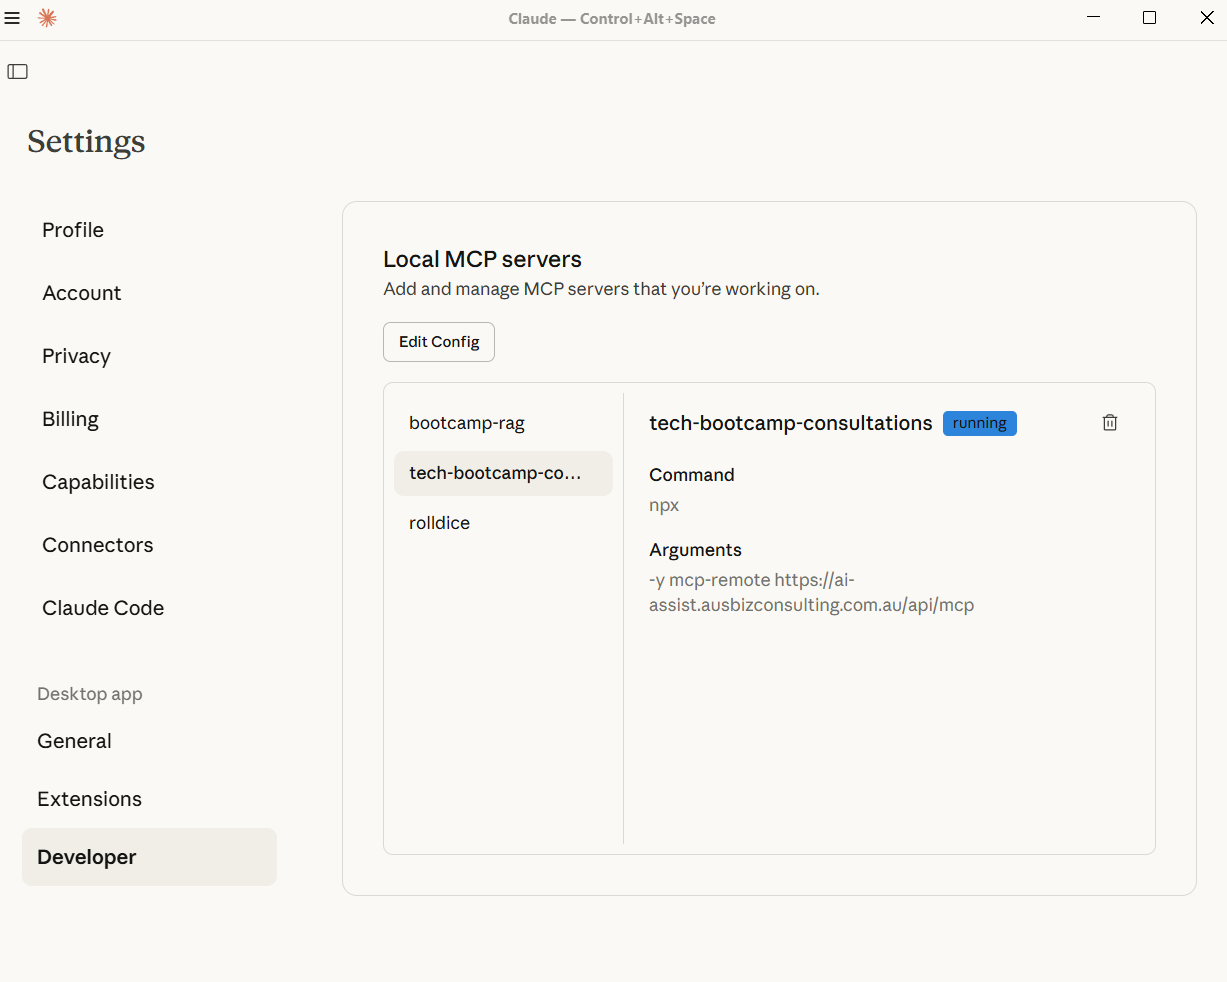 Claude — Control+Alt+Space
Settings
Profile
Account
Privacy
Billing
Capabilities
Connectors
Claude Code
Desktop app
General
Extensions
Developer
Local MCP servers
Add and manage MCP servers that you’re working on.
Edit Config
bootcamp-rag
tech-bootcamp-co...
rolldice
tech-bootcamp-consultations running
Command
npx
Arguments
-y mcp-remote https://ai-
assist.ausbizconsulting.com.au/api/mcp